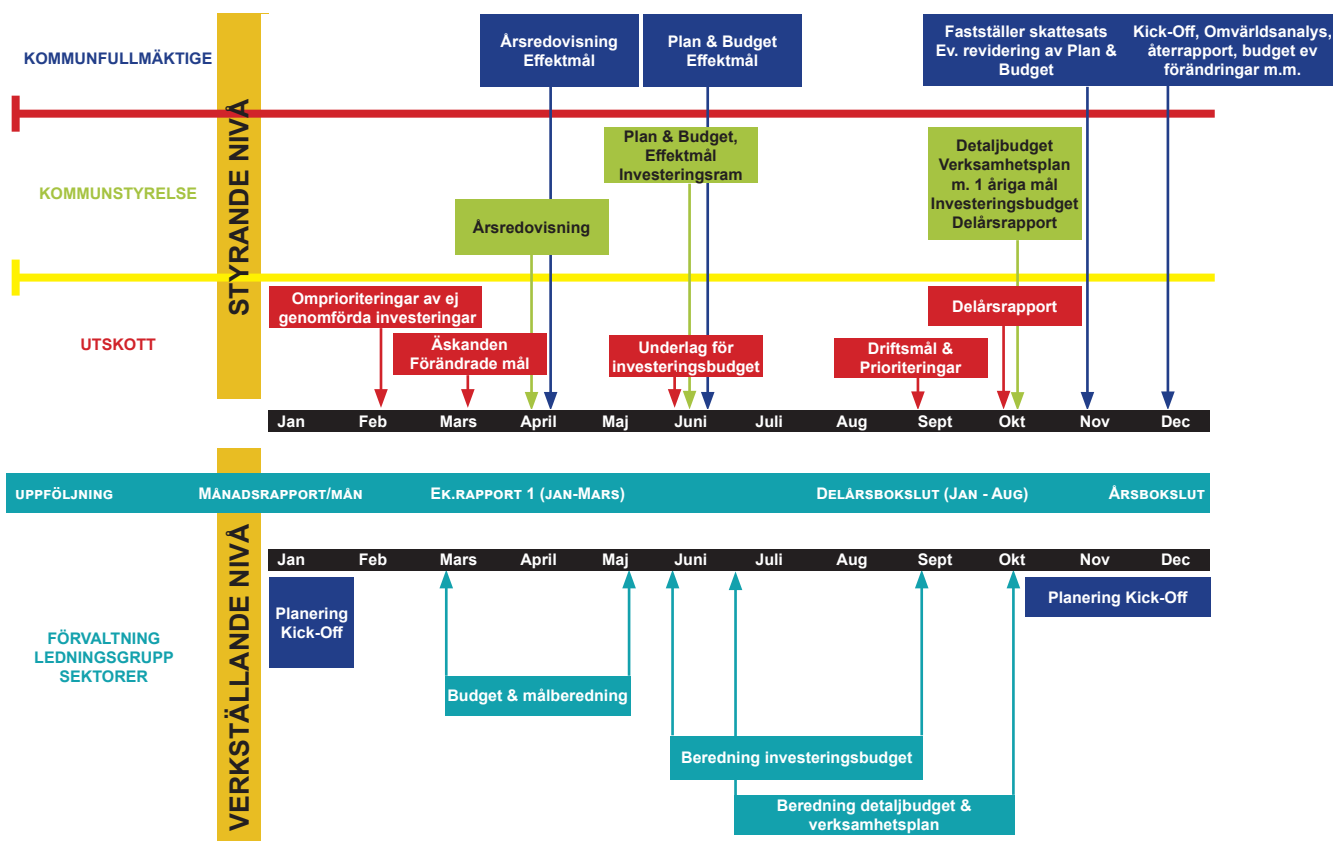 KOMMUNFULLMÄKTIGE
Årsredovisning
Effektmål
Plan & Budget
Effektmål
Fastställer skattesats
Ev. revidering av Plan &
Budget
Kick-Off, Omvärldsanalys,
återrapport, budget ev
förändringar m.m.
STYRANDE NIVÅ
KOMMUNSTYRELSE
Årsredovisning
Plan & Budget,
Effektmål
Investeringsram
Detaljbudget
Verksamhetsplan
m. 1 åriga mål
Investeringsbudget
Delårsrapport
UTSKOTT
Omprioriteringar av ej
genomförda investeringar
Äskanden
Förändrade mål
Underlag för
investeringsbudget
Driftsmål &
Prioriteringar
Delårsrapport
Jan Feb Mars April Maj Juni Juli Aug Sept Okt Nov Dec
UPPFÖLJNING MÅNADSRAPPORT/MÅN EK.RAPPORT 1 (JAN-MARS) DELÅRSBOKSLUT (JAN - AUG) ÅRSBOKSLUT
VERKSTÄLLANDE NIVÅ
Jan Feb Mars April Maj Juni Juli Aug Sept Okt Nov Dec
Planering
Kick-Off
Planering Kick-Off
FÖRVALTNING
LEDNINGSGRUPP
SEKTORER
Budget & målberedning
Beredning investeringsbudget
Beredning detaljbudget &
verksamhetsplan